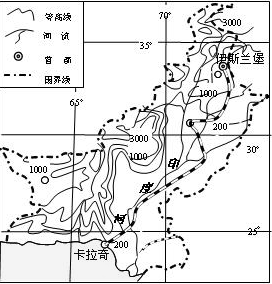 等高线
河流
首都
国界线
70
3000
35°
伊斯兰堡
1000
65°
200
3000
30°
1000
印
度
河
1000
200
25°
卡拉奇